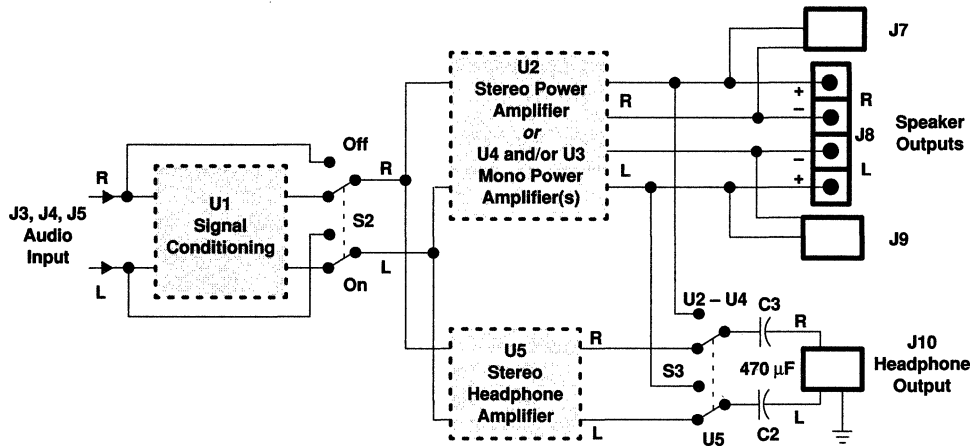 J7
U2
Stereo Power
Amplifier
or
U4 and/or U3
Mono Power
Amplifier(s)
R
L
+
–
–
+
R
J8
L
Speaker
Outputs
J9
Off
R
R
J3, J4, J5
Audio
Input
L
U1
Signal
Conditioning
S2
L
On
U2 – U4
C3
R
J10
Headphone
Output
U5
Stereo
Headphone
Amplifier
R
S3
470 μF
L
L
U5
C2